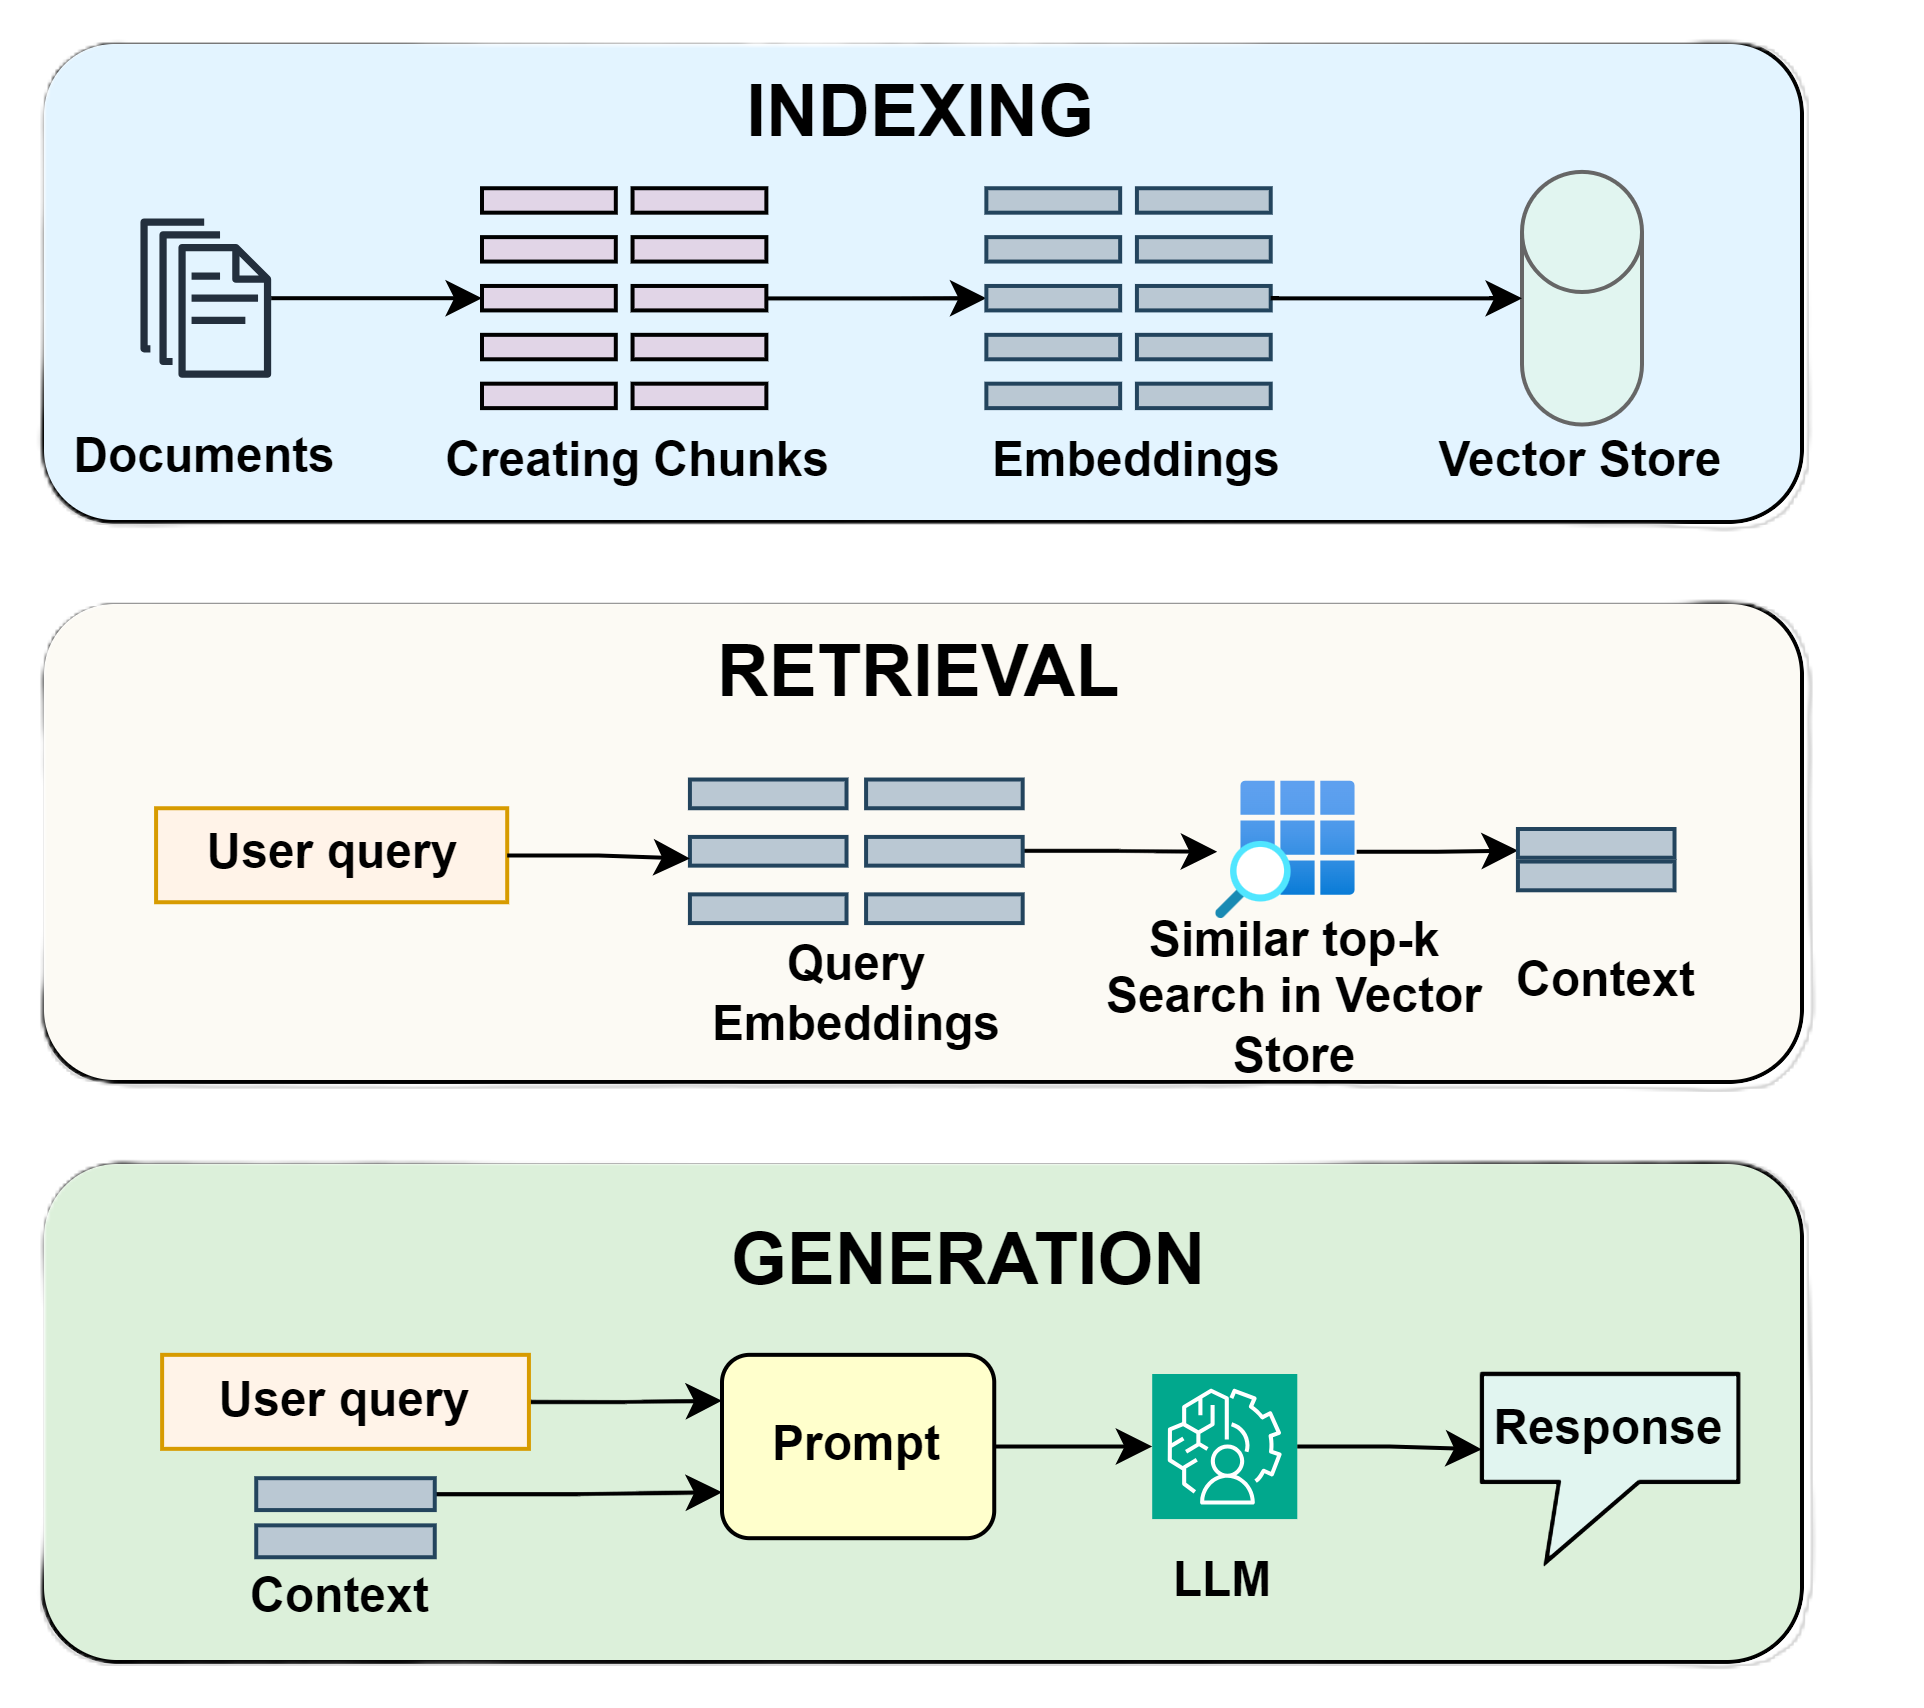 INDEXING
Documents
Creating Chunks
Embeddings
Vector Store
RETRIEVAL
User query
Query
Embeddings
Similar top-k
Search in Vector
Store
Context
GENERATION
User query
Context
Prompt
LLM
Response